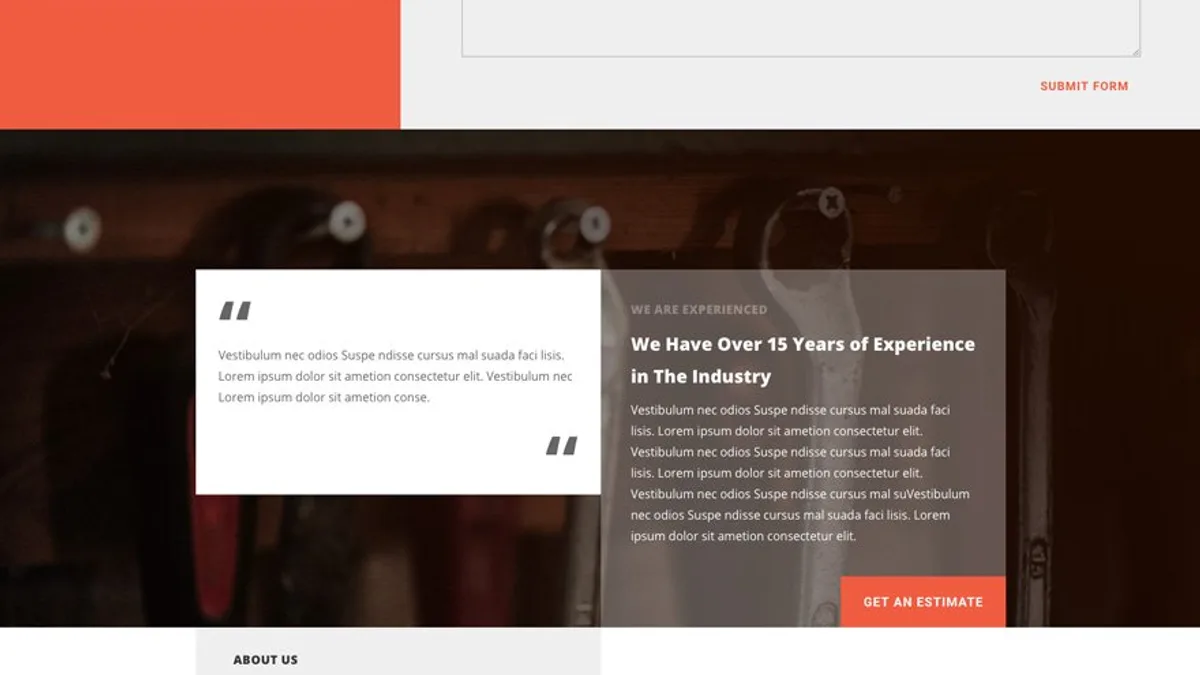 SUBMIT FORM
“
Vestibulum nec odios Suspe ndisse cursus mal suada faci lisis.
Lorem ipsum dolor sit ametion consectetur elit. Vestibulum nec
Lorem ipsum dolor sit ametion conse.
“
WE ARE EXPERIENCED
We Have Over 15 Years of Experience
in The Industry
Vestibulum nec odios Suspe ndisse cursus mal suada faci
lisis. Lorem ipsum dolor sit ametion consectetur elit.
Vestibulum nec odios Suspe ndisse cursus mal suada faci
lisis. Lorem ipsum dolor sit ametion consectetur elit.
Vestibulum nec odios Suspe ndisse cursus mal suVestibulum
nec odios Suspe ndisse cursus mal suada faci lisis. Lorem
ipsum dolor sit ametion consectetur elit.
GET AN ESTIMATE
ABOUT US